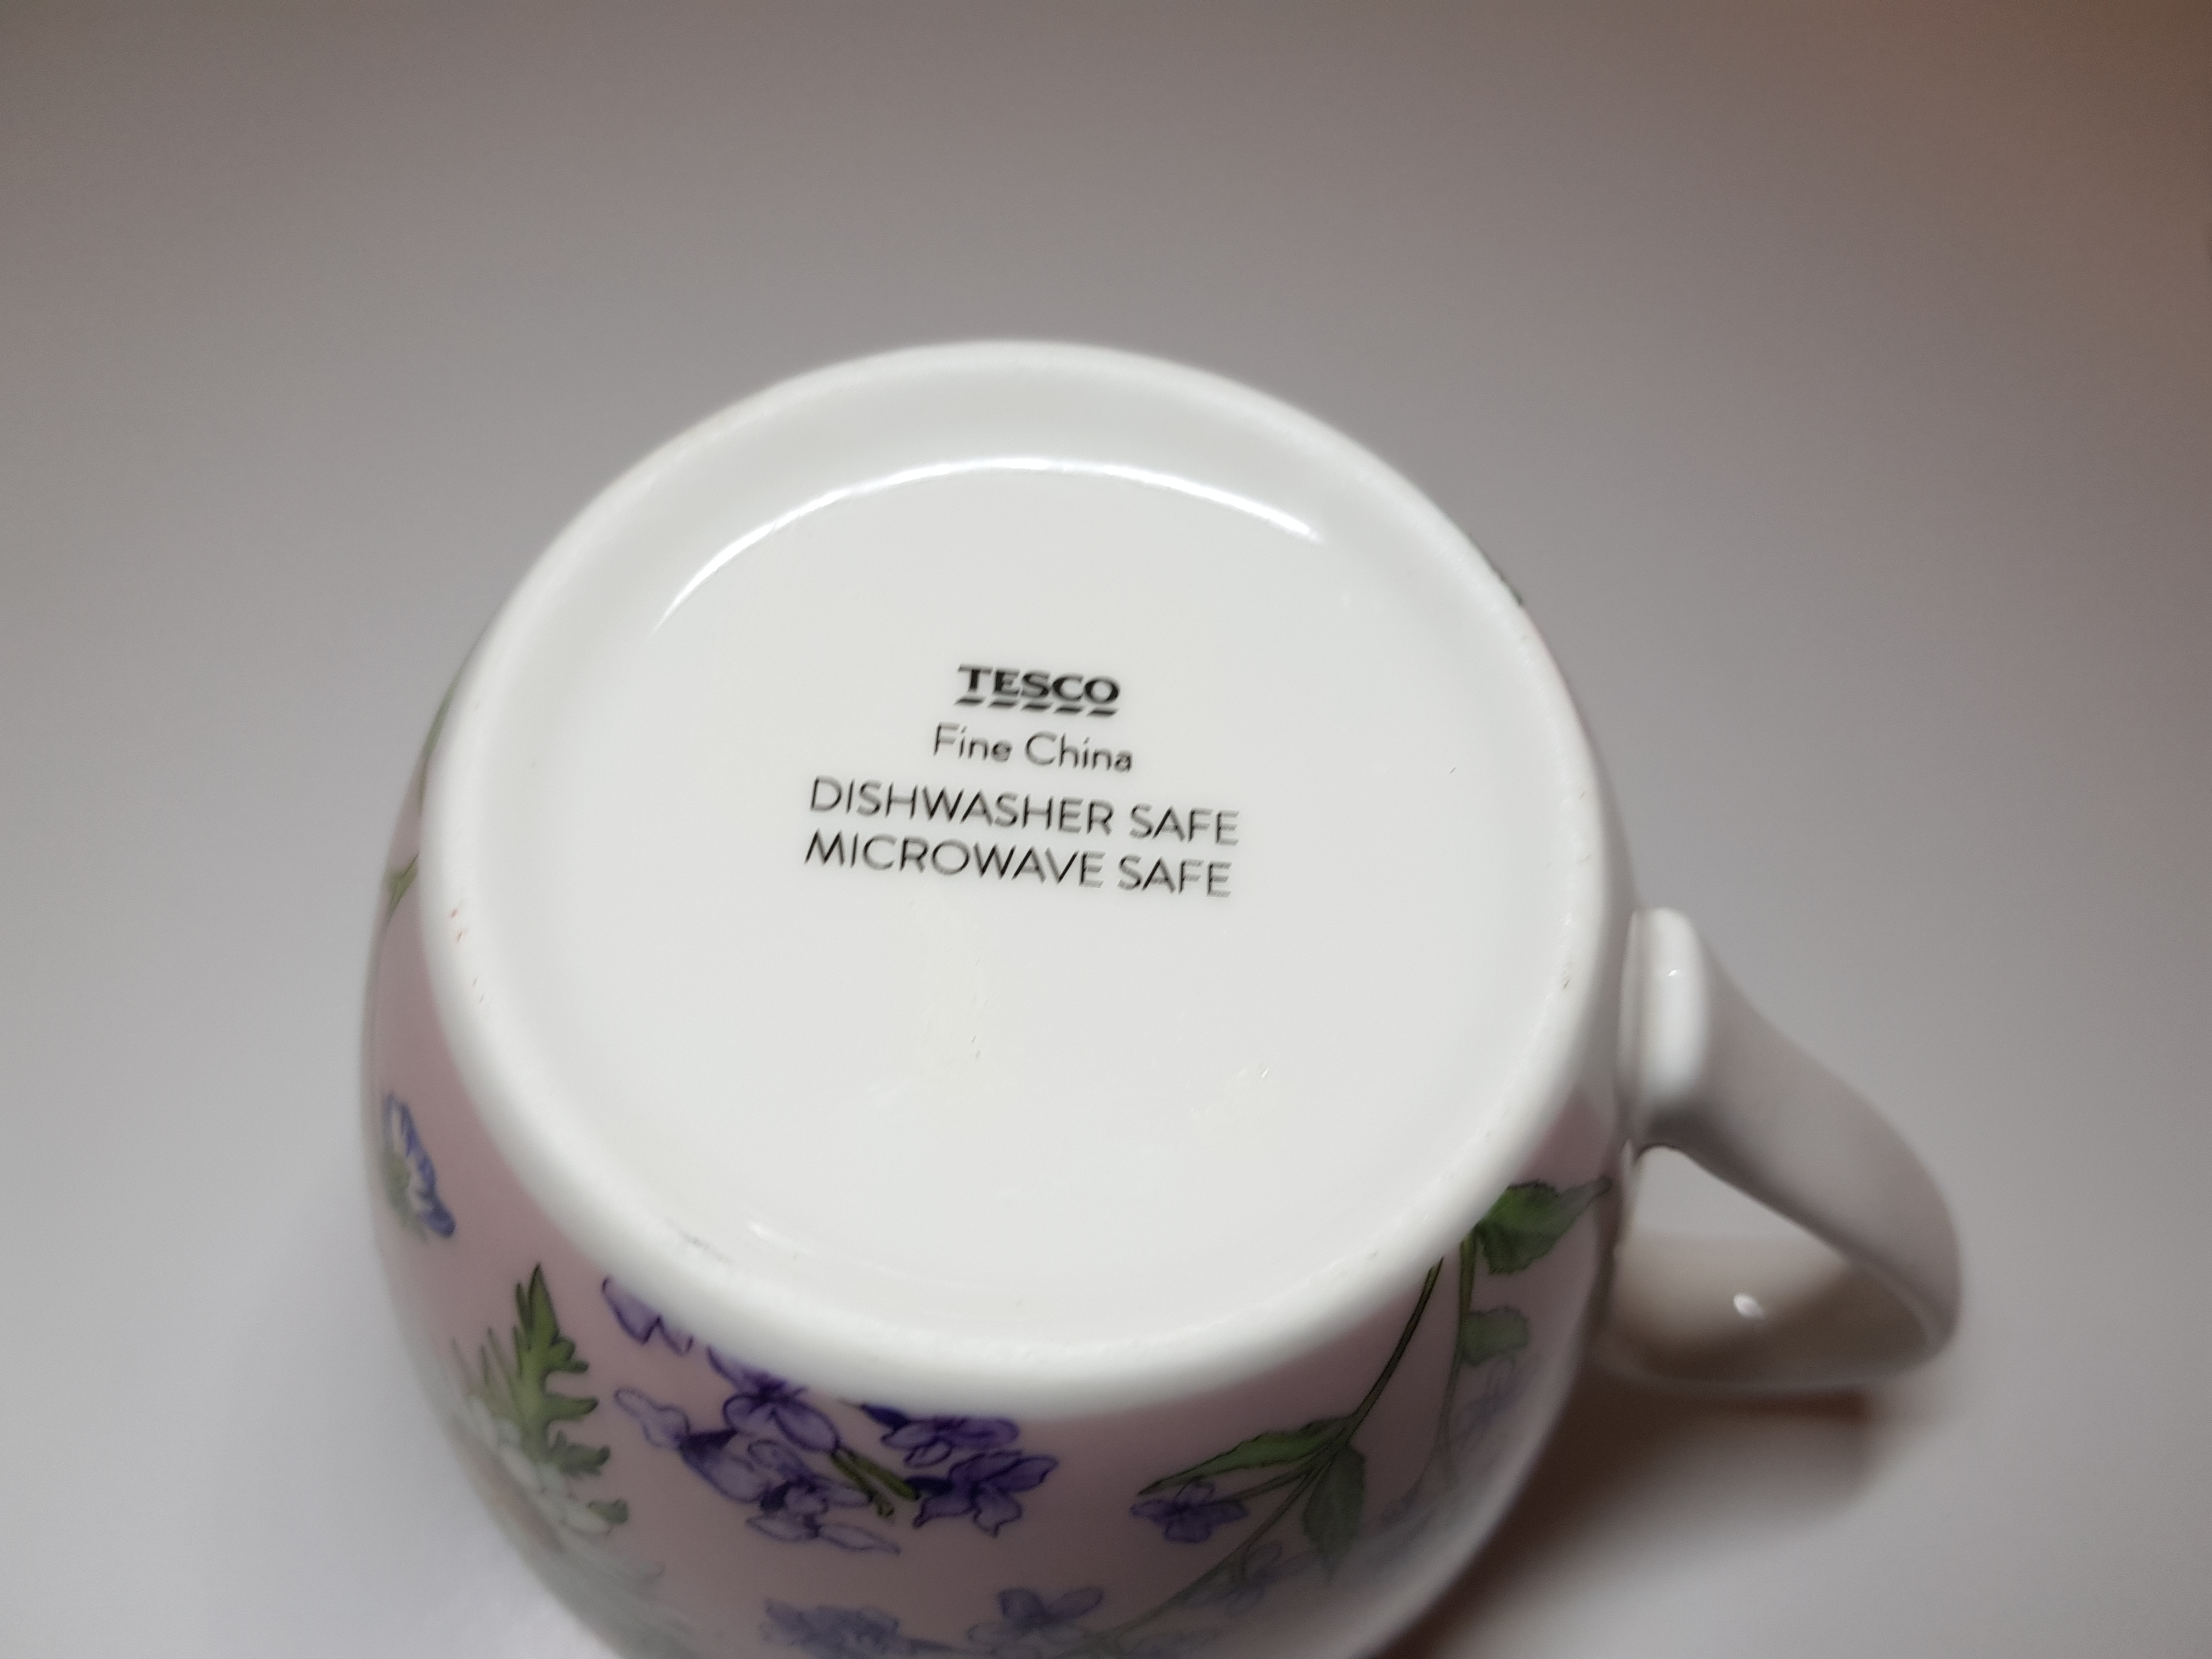 TESCO
Fine China
DISHWASHER SAFE
MICROWAVE SAFE